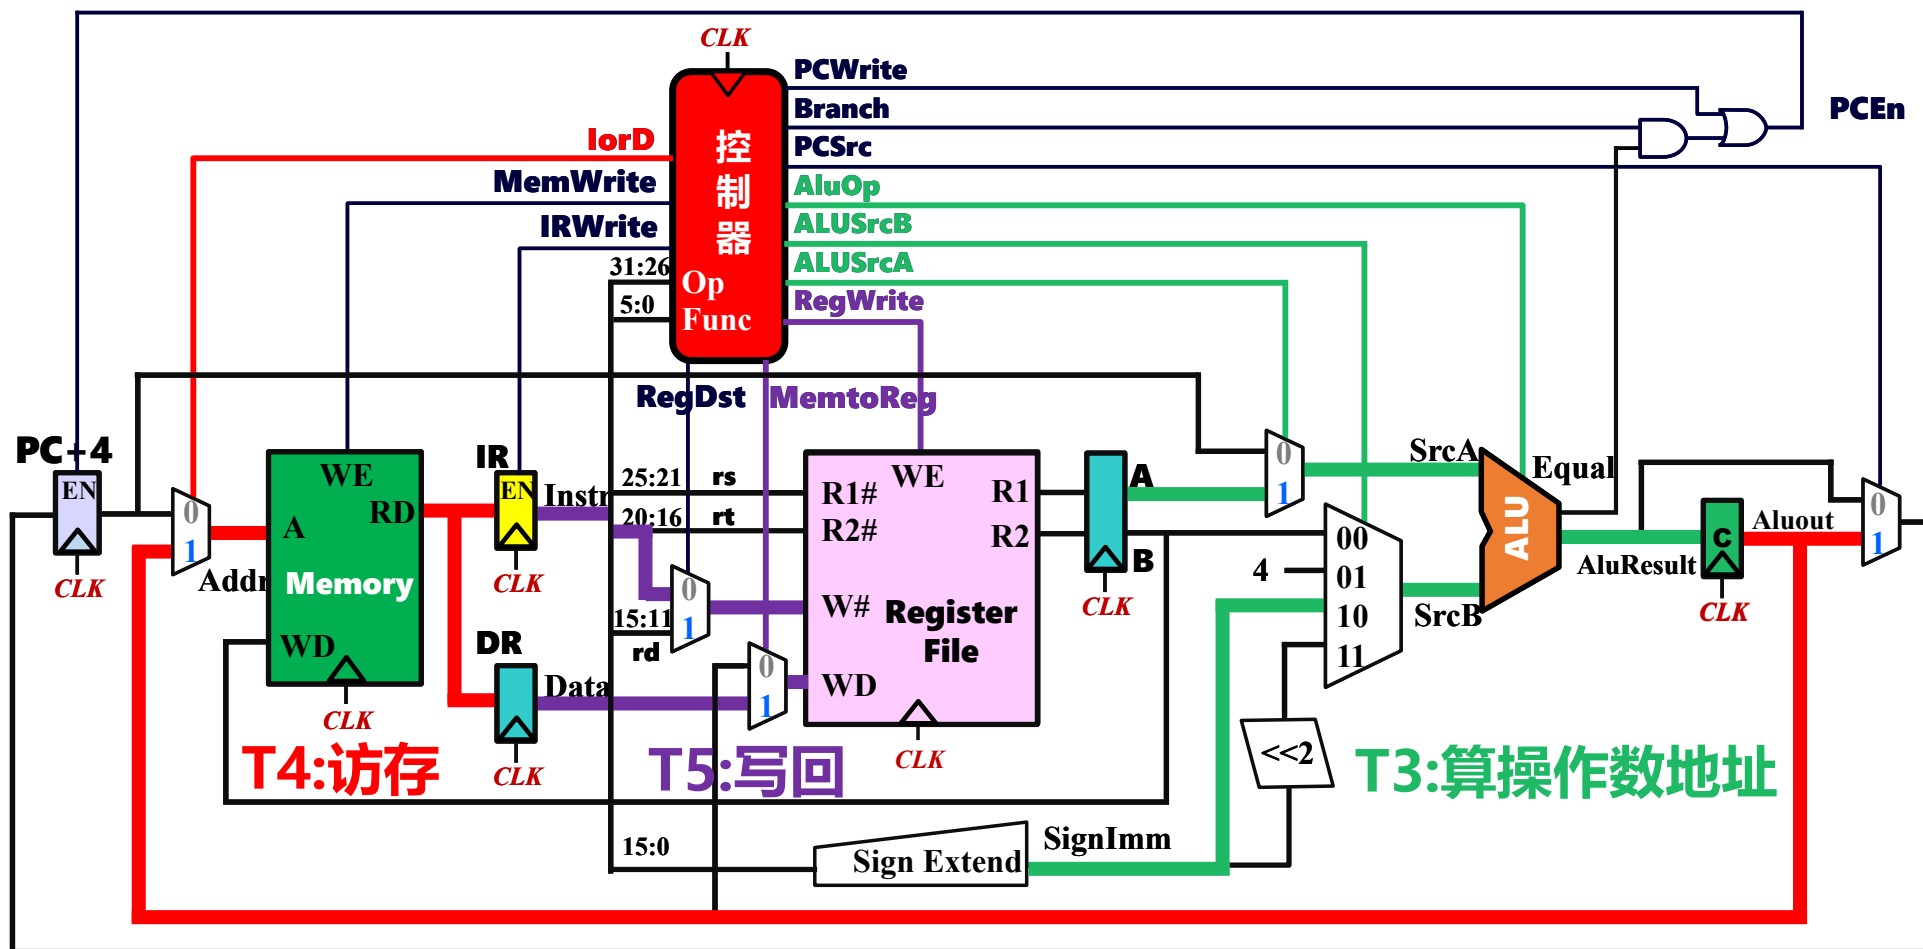 CLK
PCWrite
Branch
PCEn
PCSrc
IorD
控制器
MemWrite
AluOp
IRWrite
ALUSrcB
31:26
Op
ALUSrcA
5:0
Func
RegWrite
RegDst
MemtoReg
PC+4
EN
CLK
0
1
Addr
WE
RD
A
Memory
WD
CLK
IR
EN
Instr
CLK
DR
Data
CLK
25:21 rs
20:16 rt
15:11
rd
0
1
0
1
WE
R1#
R1
R2#
R2
W#
Register
File
WD
CLK
A
B
CLK
0
1
4
00
01
10
11
SrcA
SrcB
ALU
Equal
AluResult
C
CLK
Aluout
0
1
<<2
T4:访存
T5:写回
T3:算操作数地址
15:0
Sign Extend
SignImm